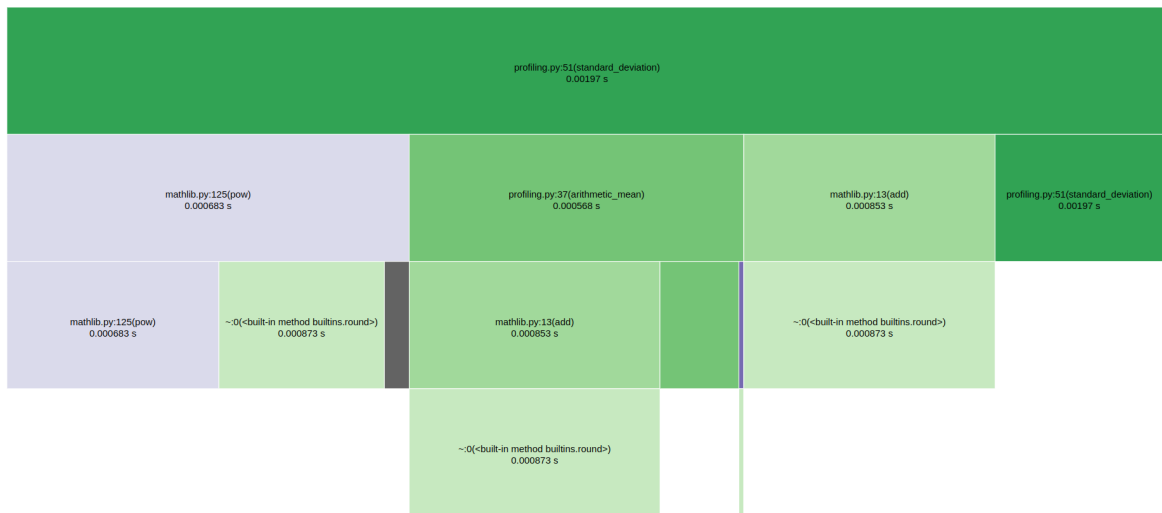 profiling.py:51(standard_deviation)
0.00197 s
mathlib.py:125(pow)
0.000683 s
profiling.py:37(arithmetic_mean)
0.000568 s
mathlib.py:13(add)
0.000853 s
profiling.py:51(standard_deviation)
0.00197 s
mathlib.py:125(pow)
0.000683 s
~:0(<built-in method builtins.round>)
0.000873 s
mathlib.py:13(add)
0.000853 s
~:0(<built-in method builtins.round>)
0.000873 s
~:0(<built-in method builtins.round>)
0.000873 s